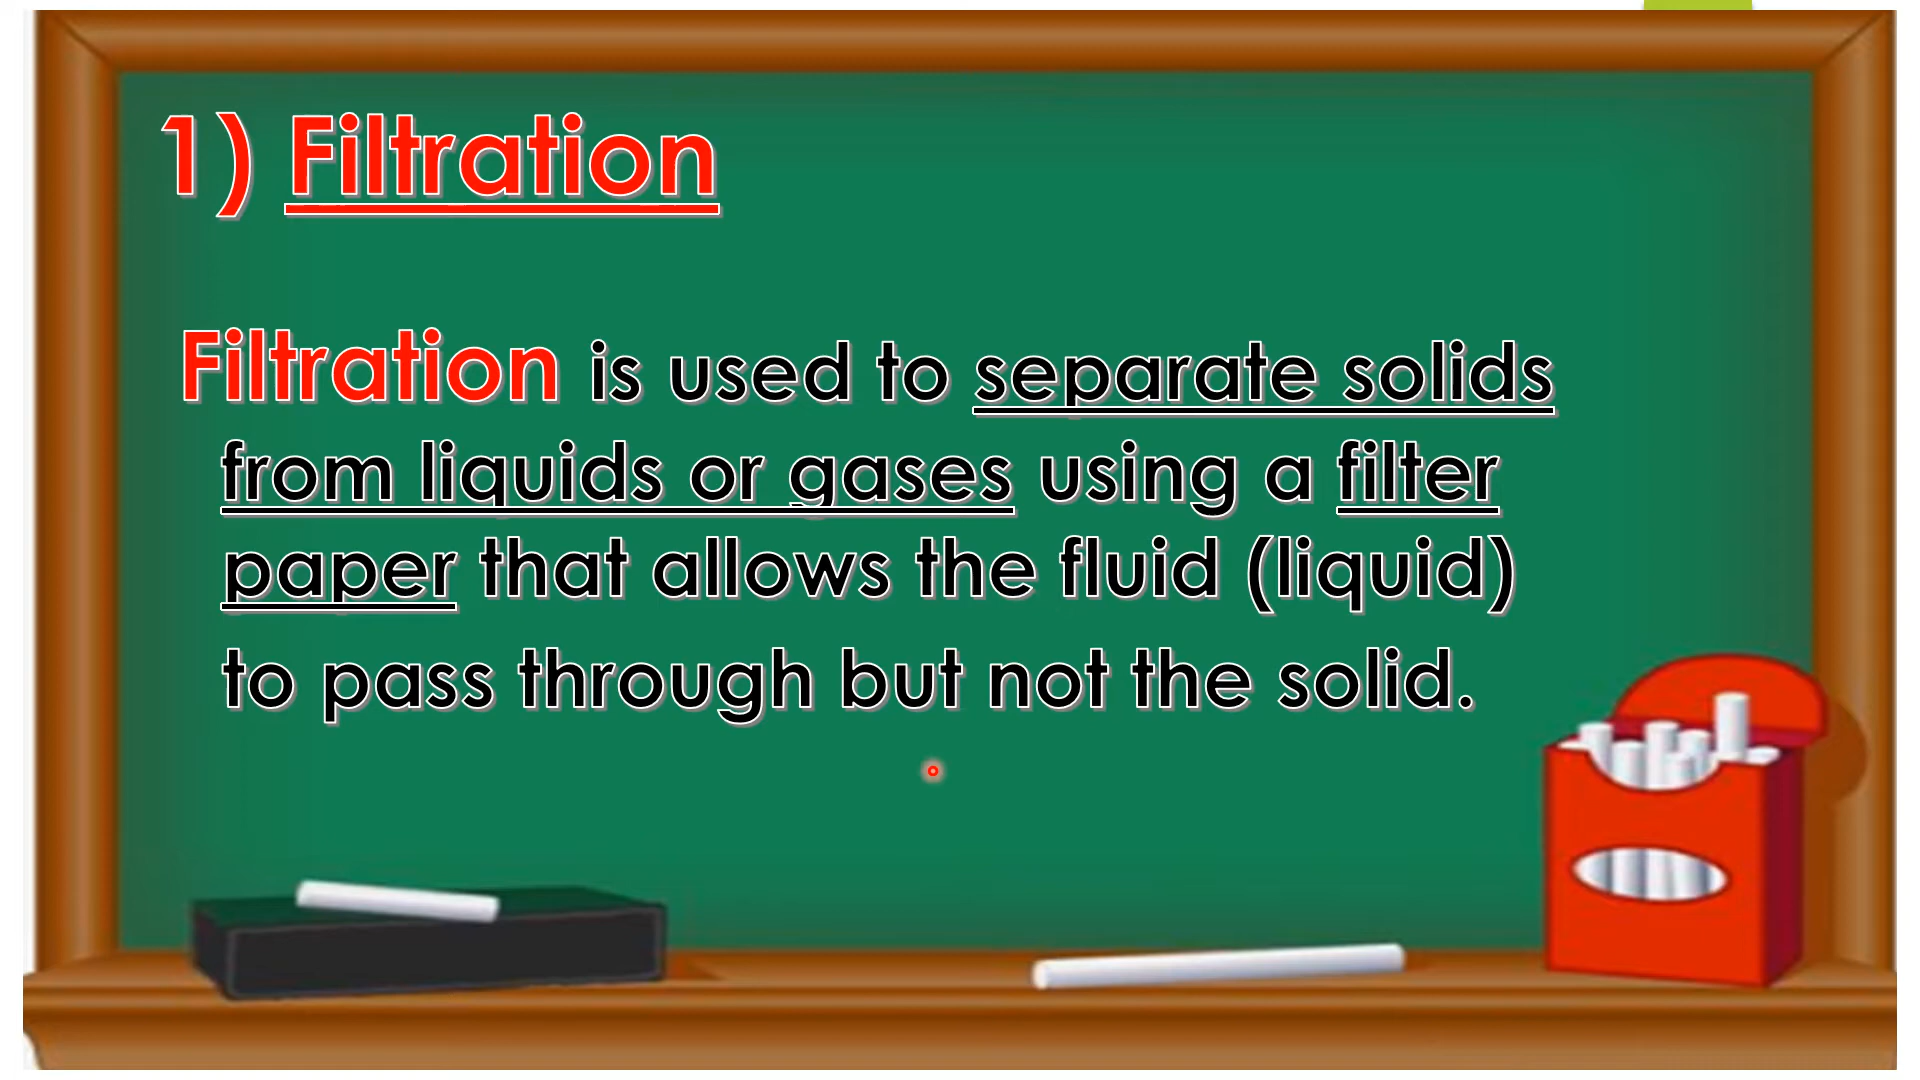 1) Filtration
Filtration is used to separate solids
from liquids or gases using a filter
paper that allows the fluid (liquid)
to pass through but not the solid.